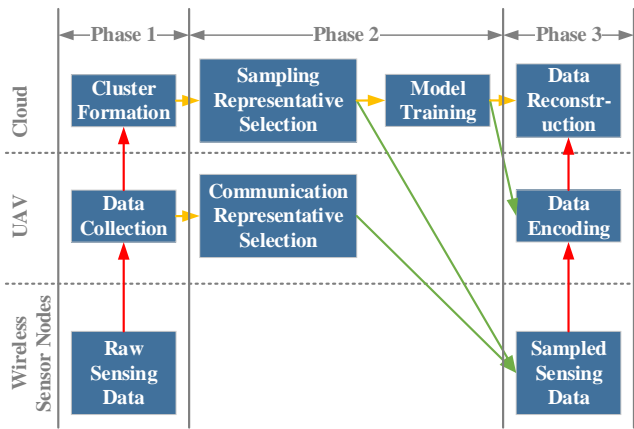 Phase 1
Phase 2
Phase 3
Cloud
Cluster
Formation
Sampling
Representative
Selection
Model
Training
Data
Reconstr-
uction
UAV
Data
Collection
Communication
Representative
Selection
Data
Encoding
Wireless
Sensor Nodes
Raw
Sensing
Data
Sampled
Sensing
Data